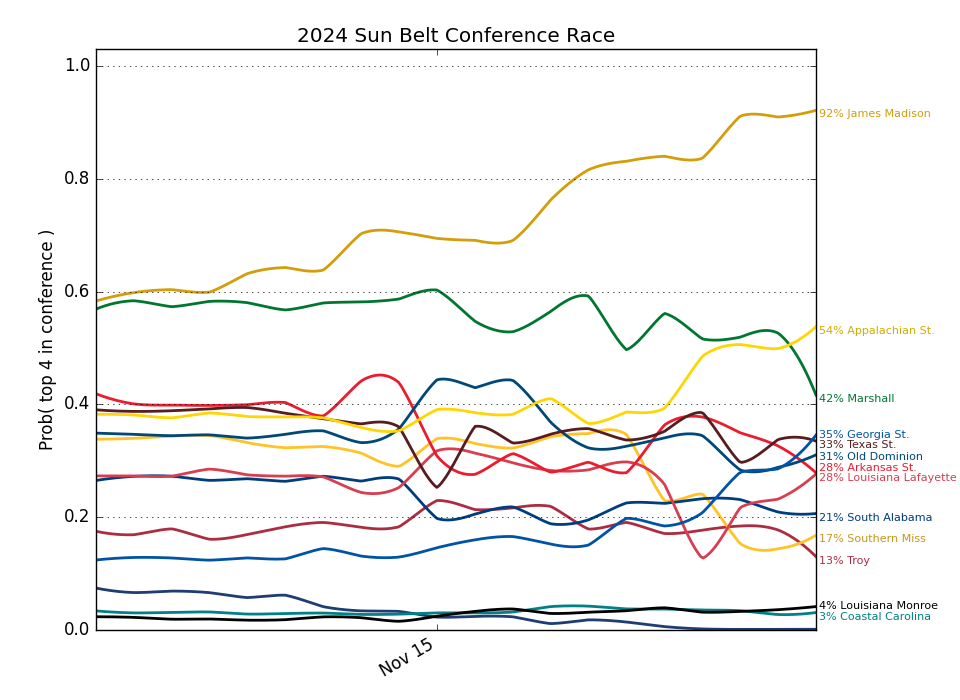 2024 Sun Belt Conference Race
Prob( top 4 in conference )
1.0
0.8
0.6
0.4
0.2
0.0
Nov 15
92% James Madison
54% Appalachian St.
42% Marshall
35% Georgia St.
33% Texas St.
31% Old Dominion
28% Arkansas St.
28% Louisiana Lafayette
21% South Alabama
17% Southern Miss
13% Troy
4% Louisiana Monroe
3% Coastal Carolina